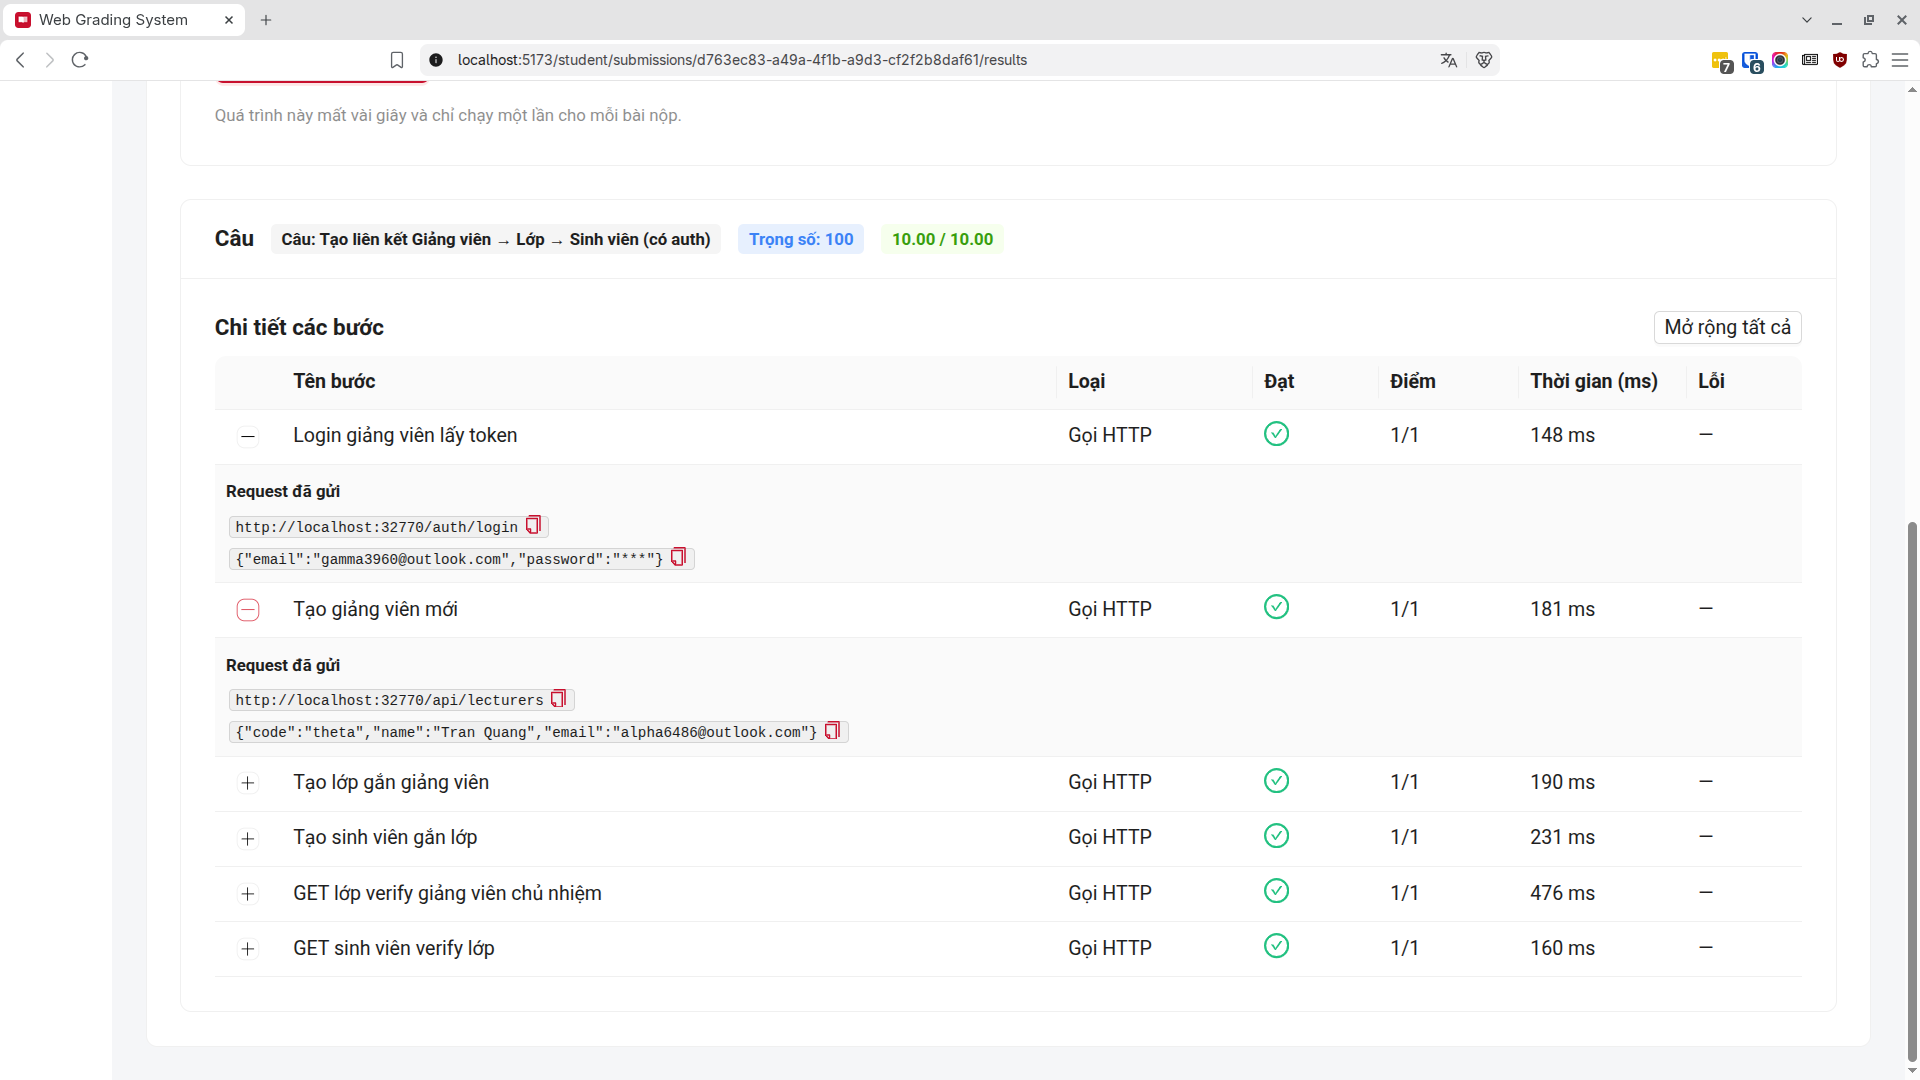 Web Grading System
localhost:5173/student/submissions/d763ec83-a49a-4f1b-a9d3-cf2f2b8daf61/results
7
6
Quá trình này mất vài giây và chỉ chạy một lần cho mỗi bài nộp.
Câu Câu: Tạo liên kết Giảng viên → Lớp → Sinh viên (có auth) Trọng số: 100 10.00 / 10.00
Chi tiết các bước
Mở rộng tất cả
Tên bước Loại Đạt Điểm Thời gian (ms) Lỗi
Login giảng viên lấy token Gọi HTTP 1/1 148 ms —
Request đã gửi
http://localhost:32770/auth/login
{"email":"gamma3960@outlook.com","password":"***"}
Tạo giảng viên mới Gọi HTTP 1/1 181 ms —
Request đã gửi
http://localhost:32770/api/lecturers
{"code":"theta","name":"Tran Quang","email":"alpha6486@outlook.com"}
Tạo lớp gắn giảng viên Gọi HTTP 1/1 190 ms —
Tạo sinh viên gắn lớp Gọi HTTP 1/1 231 ms —
GET lớp verify giảng viên chủ nhiệm Gọi HTTP 1/1 476 ms —
GET sinh viên verify lớp Gọi HTTP 1/1 160 ms —